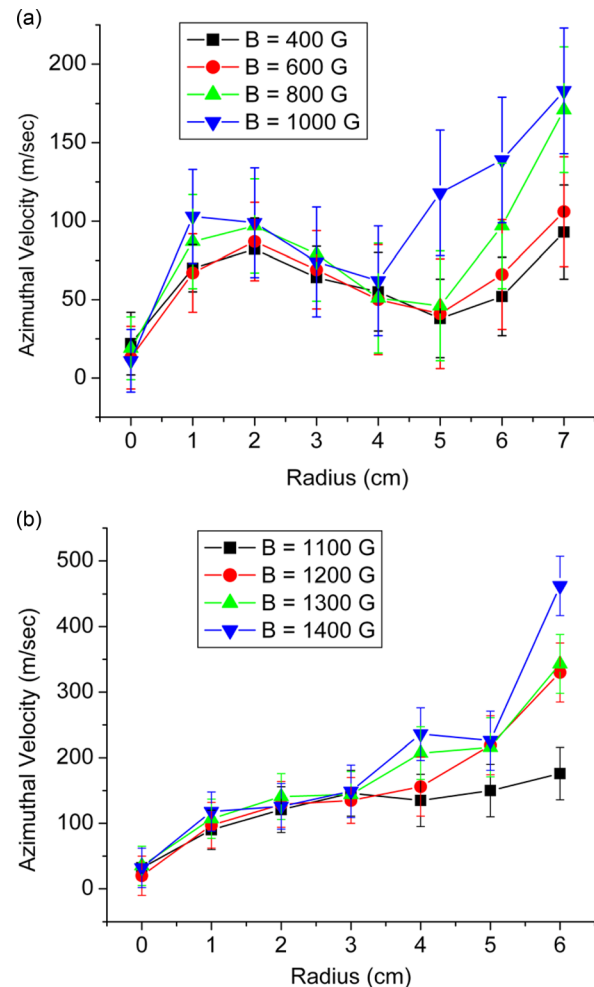 (a)
B = 400 G
B = 600 G
B = 800 G
B = 1000 G
Azimuthal Velocity (m/sec)
200
150
100
50
0
0 1 2 3 4 5 6 7
Radius (cm)
(b)
B = 1100 G
B = 1200 G
B = 1300 G
B = 1400 G
Azimuthal Velocity (m/sec)
500
400
300
200
100
0
0 1 2 3 4 5 6
Radius (cm)